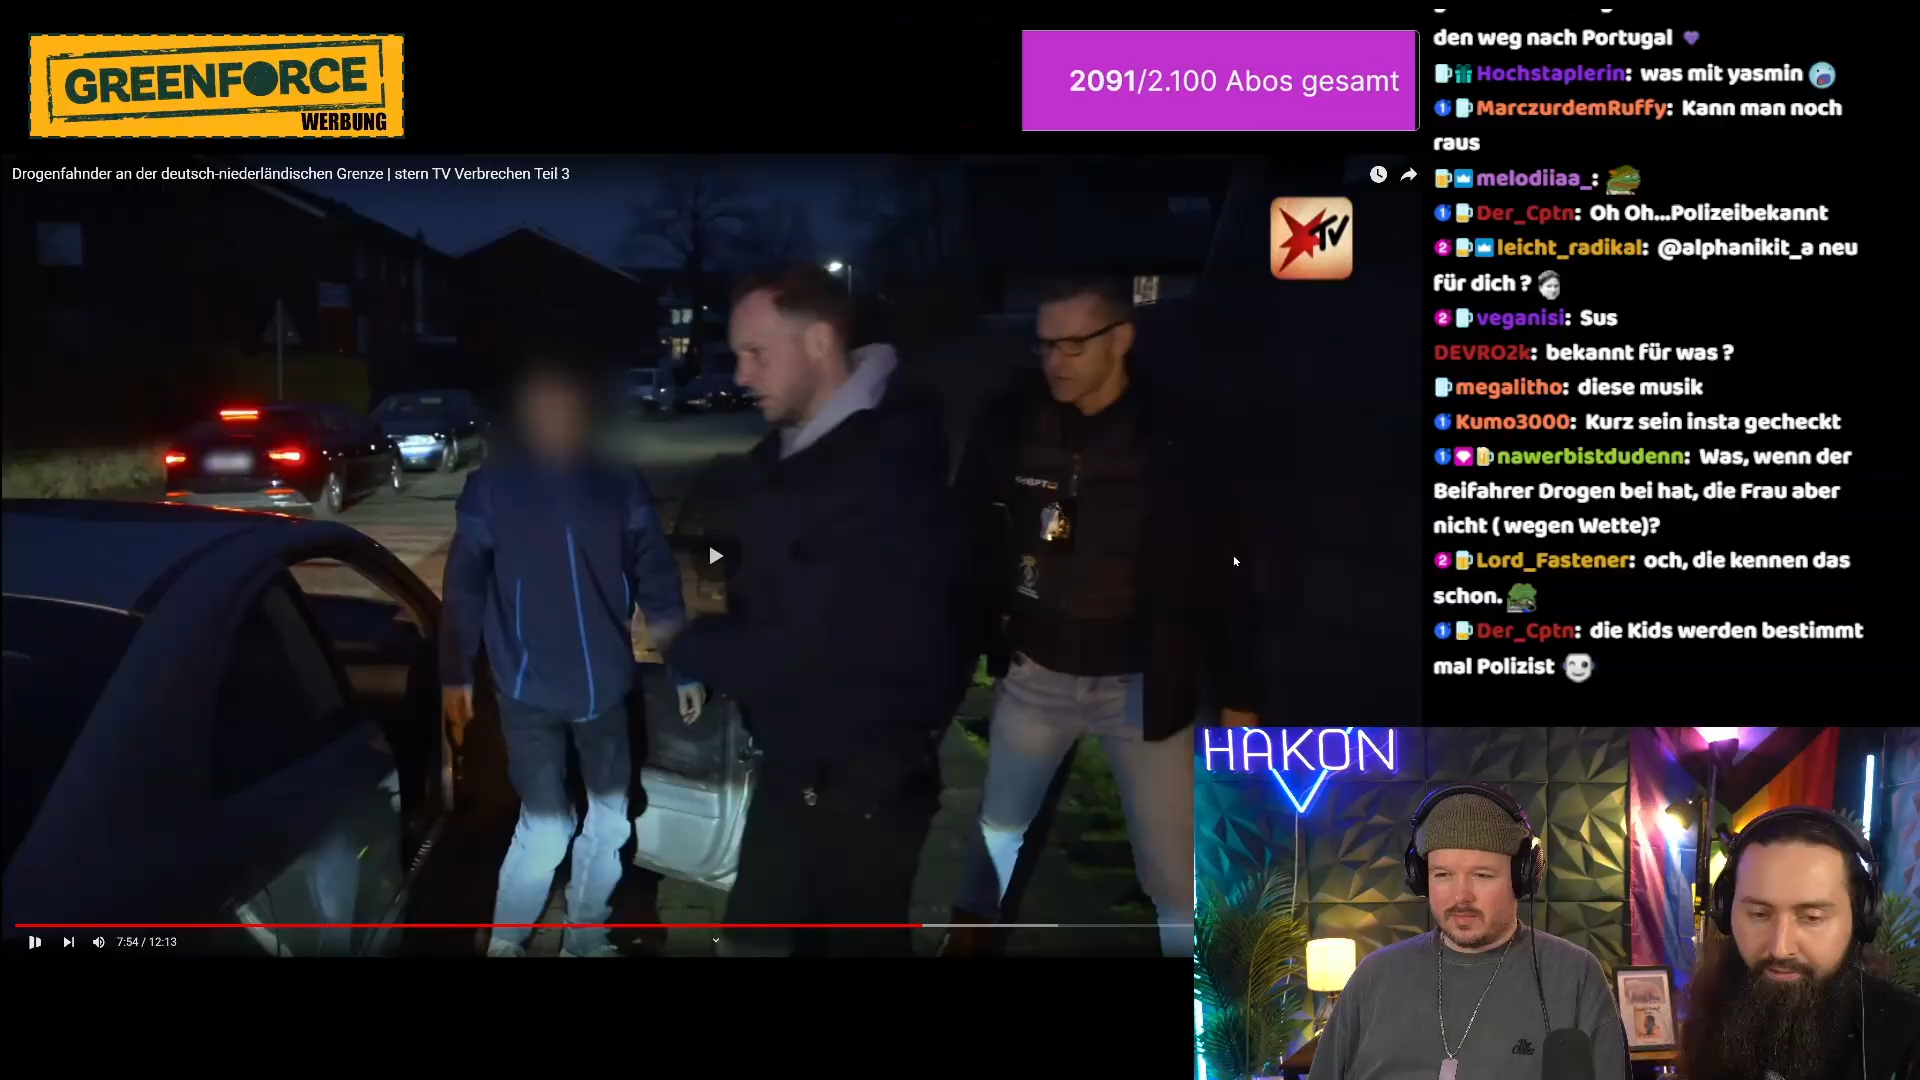 GREENFORCE
WERBUNG
2091/2.100 Abos gesamt
Drogenfahnder an der deutsch-niederländischen Grenze | stern TV Verbrechen Teil 3
TV
7:54 / 12:13
den weg nach Portugal
Hochstaplerin: was mit yasmin
MarczurdemRuffy: Kann man noch
raus
melodiiaa_:
Der_Cptn: Oh Oh...Polizeibekannt
leicht_radikal: @alphanikit_a neu
für dich ?
veganisi: Sus
DEVRO2k: bekannt für was ?
megalitho: diese musik
Kumo3000: Kurz sein insta gecheckt
nawerbistdudenn: Was, wenn der
Beifahrer Drogen bei hat, die Frau aber
nicht ( wegen Wette)?
Lord_Fastener: och, die kennen das
schon.
Der_Cptn: die Kids werden bestimmt
mal Polizist
HAKON